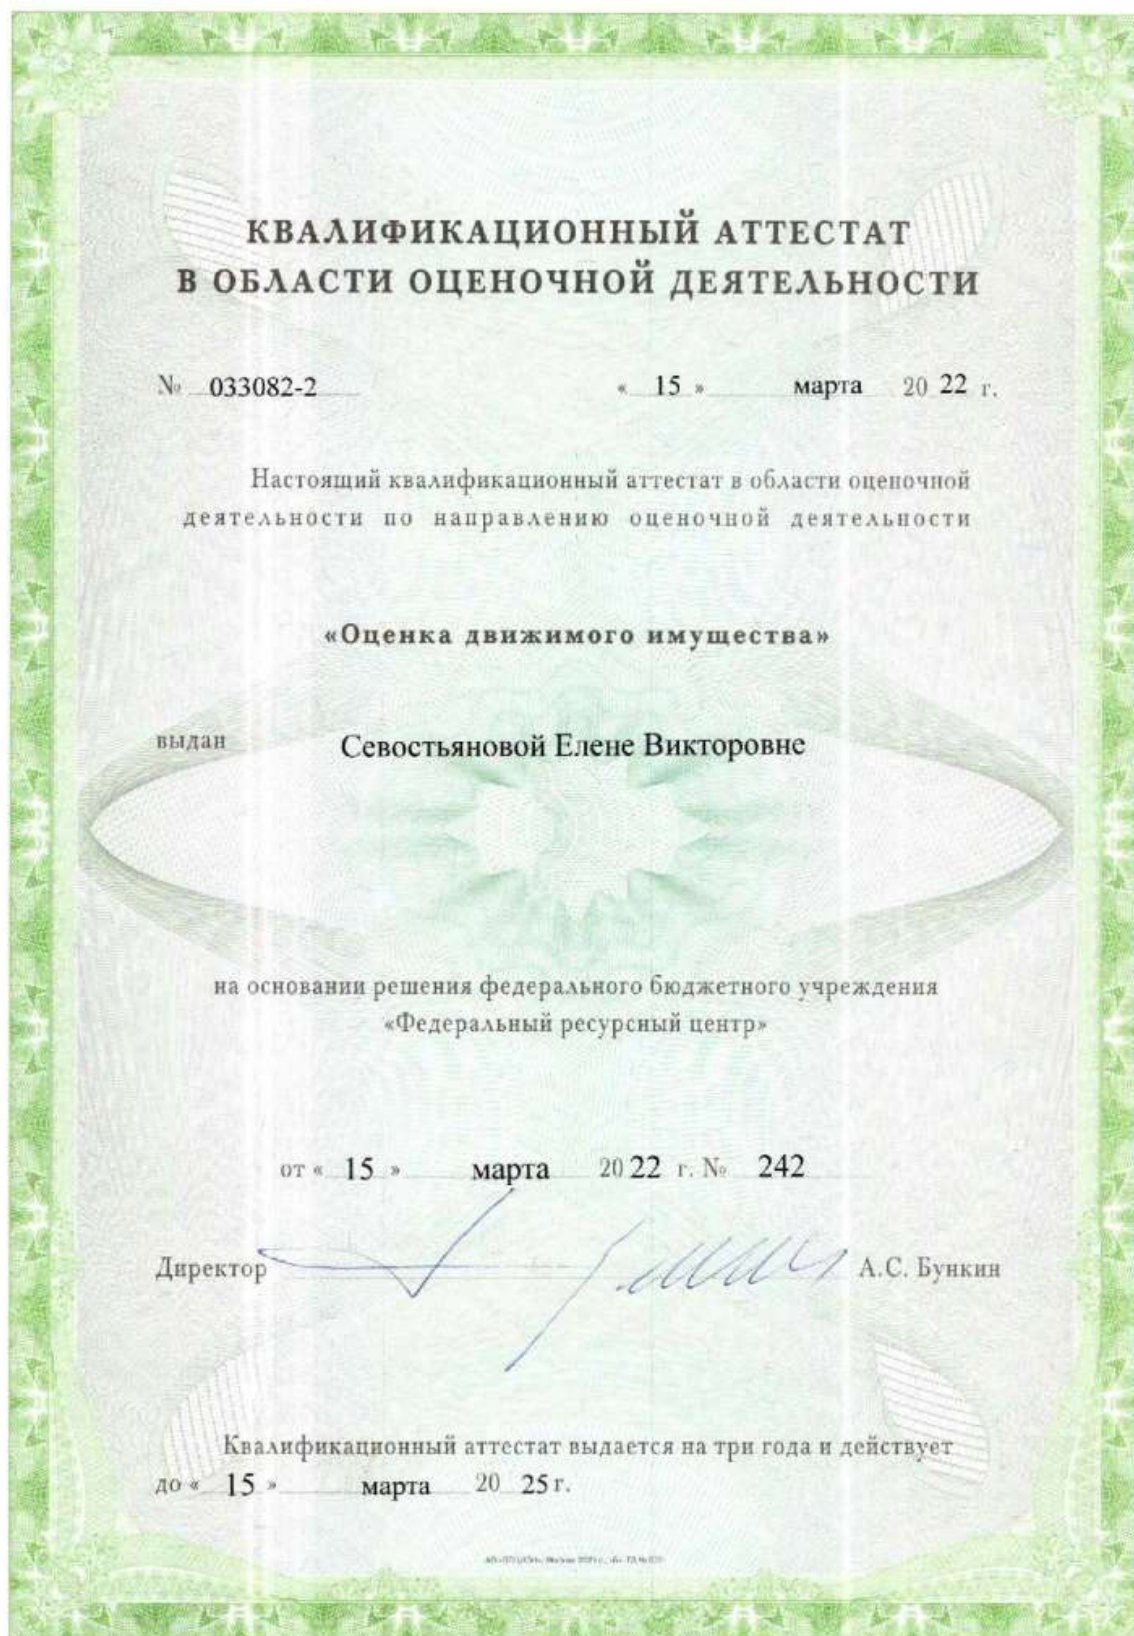 КВАЛИФИКАЦИОННЫЙ АТТЕСТАТ
В ОБЛАСТИ ОЦЕНОЧНОЙ ДЕЯТЕЛЬНОСТИ
№ 033082-2 « 15 » марта 20 22 г.
Настоящий квалификационный аттестат в области оценочной
деятельности по направлению оценочной деятельности
«Оценка движимого имущества»
выдан Севостьяновой Елене Викторовне
на основании решения федерального бюджетного учреждения
«Федеральный ресурсный центр»
от « 15 » марта 20 22 г. № 242
Директор А.С. Бункин
Квалификационный аттестат выдается на три года и действует
до « 15 » марта 20 25 г.